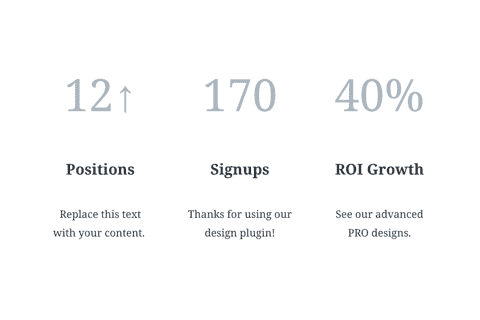 12↑ 170 40%
Positions Signups ROI Growth
Replace this text
with your content.
Thanks for using our
design plugin!
See our advanced
PRO designs.